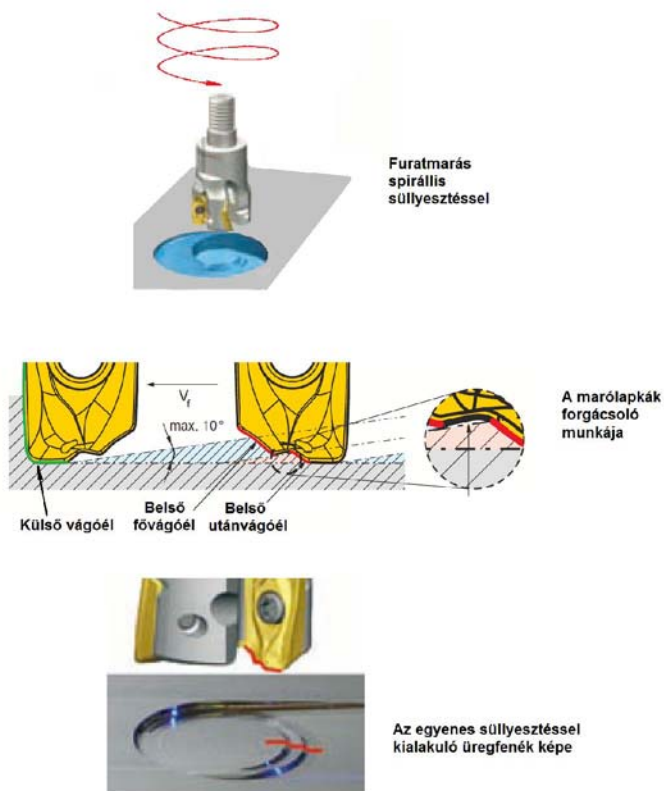 Furatmarás
spirállis
süllyesztéssel
V_f
max. 10°
A marólapkák
forgácsoló
munkája
Külső vágóél
Belső
fővágóél
Belső
utánvágóél
Az egyenes süllyesztéssel
kialakuló üregfenék képe